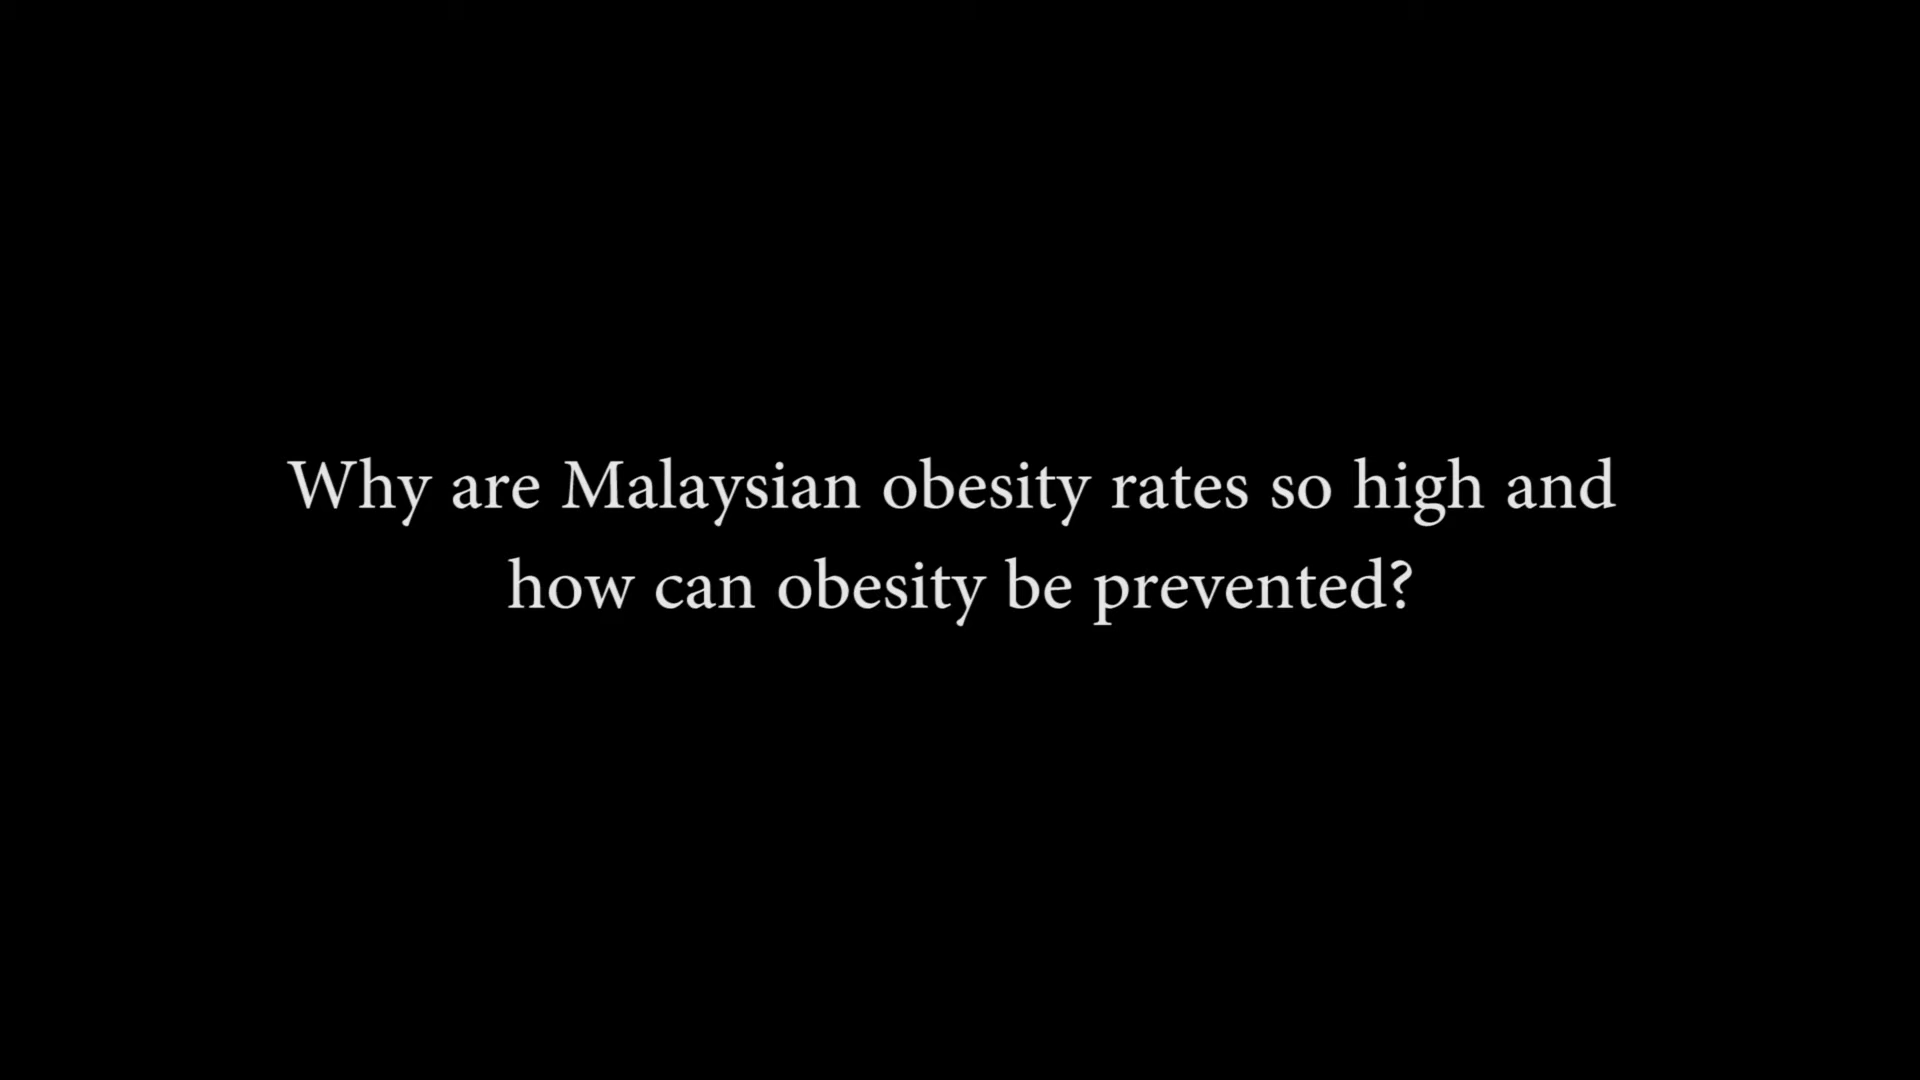 Why are Malaysian obesity rates so high and
how can obesity be prevented?